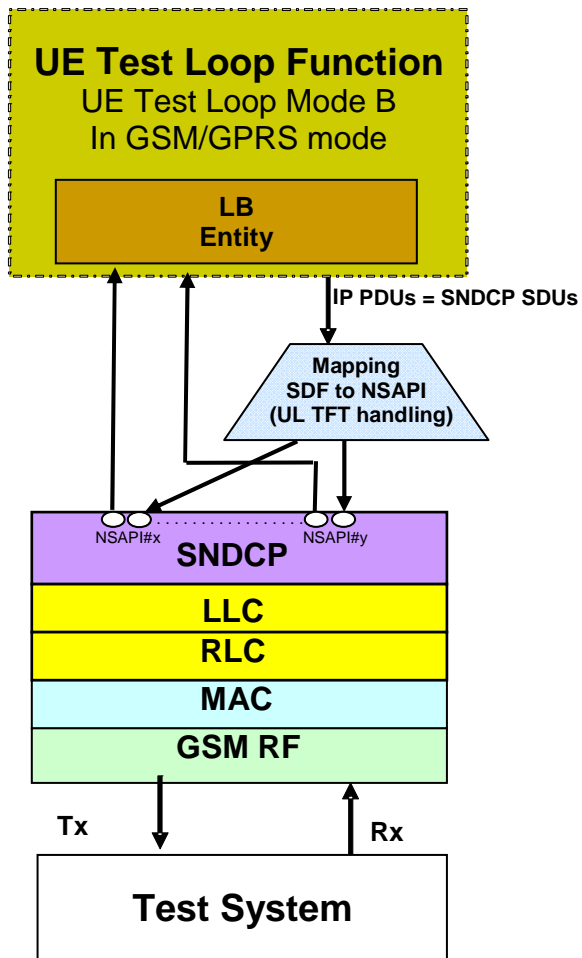 UE Test Loop Function
UE Test Loop Mode B
In GSM/GPRS mode
LB
Entity
IP PDUs = SNDCP SDUs
Mapping
SDF to NSAPI
(UL TFT handling)
NSAPI#x
NSAPI#y
SNDCP
LLC
RLC
MAC
GSM RF
Tx
Rx
Test System